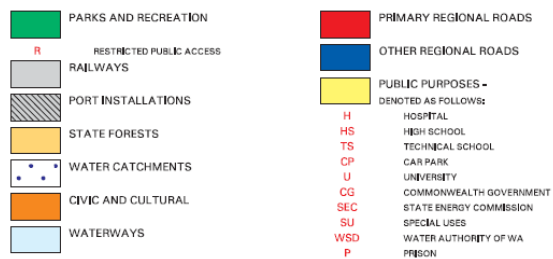 PARKS AND RECREATION
R RESTRICTED PUBLIC ACCESS
RAILWAYS
PORT INSTALLATIONS
STATE FORESTS
WATER CATCHMENTS
CIVIC AND CULTURAL
WATERWAYS
PRIMARY REGIONAL ROADS
OTHER REGIONAL ROADS
PUBLIC PURPOSES -
DENOTED AS FOLLOWS:
H HOSPITAL
HS HIGH SCHOOL
TS TECHNICAL SCHOOL
CP CAR PARK
U UNIVERSITY
CG COMMONWEALTH GOVERNMENT
SEC STATE ENERGY COMMISSION
SU SPECIAL USES
WSD WATER AUTHORITY OF WA
P PRISON